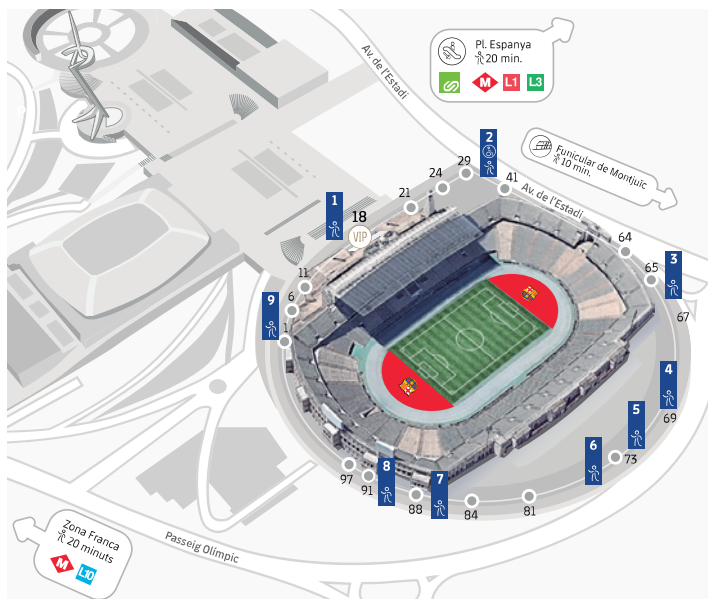 Av. de l'Estadi
Pl. Espanya
20 min.
M
L1
L3
Funicular de Montjuïc
10 min.
Av. de l'Estadi
2
29
24
41
21
1
18
VIP
64
3
65
67
11
6
9
1
4
69
5
6
73
97
91
8
88
7
84
81
Zona Franca
20 minuts
M
L10
Passeig Olímpic